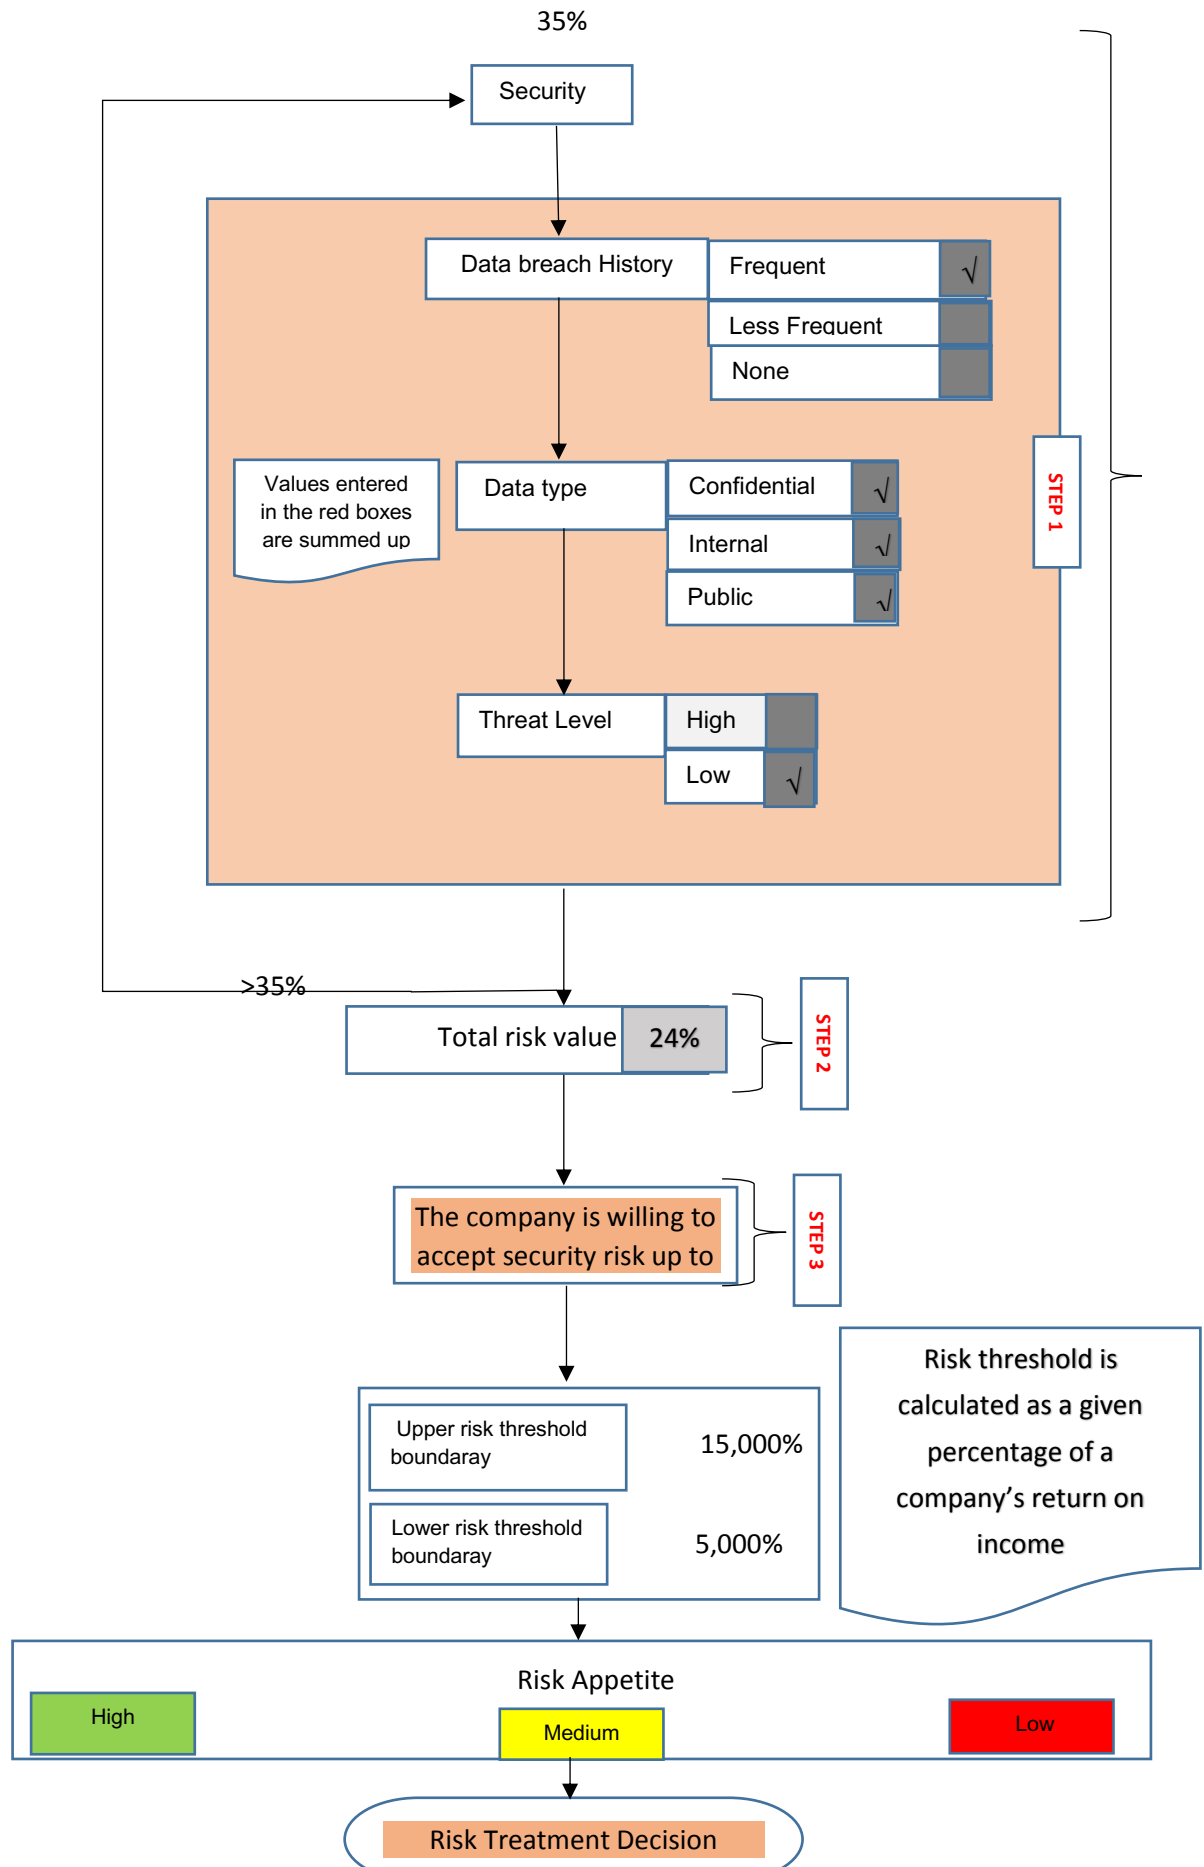 35%
Security
Data breach History
Frequent
√
Less Frequent
None
Values entered
in the red boxes
are summed up
Data type
Confidential
√
Internal
√
Public
√
STEP 1
Threat Level
High
Low
√
>35%
Total risk value
24%
STEP 2
The company is willing to
accept security risk up to
STEP 3
Upper risk threshold
boundaray
15,000%
Lower risk threshold
boundaray
5,000%
Risk threshold is
calculated as a given
percentage of a
company’s return on
income
Risk Appetite
High
Medium
Low
Risk Treatment Decision